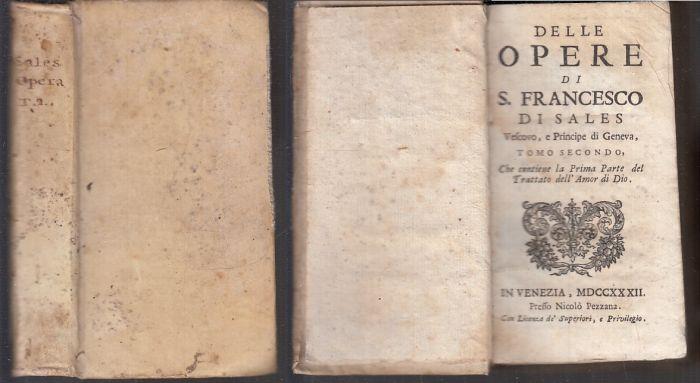 Sales
Opera
T. 2.
DELLE
OPERE
DI
S. FRANCESCO
DI SALES
Vescovo, e Principe di Geneva,
TOMO SECONDO,
Che contiene la Prima Parte del
Trattato dell'Amor di Dio.
IN VENEZIA, MDCCXXXII.
Presso Nicolò Pezzana.
Con Licenza de' Superiori, e Privilegio.